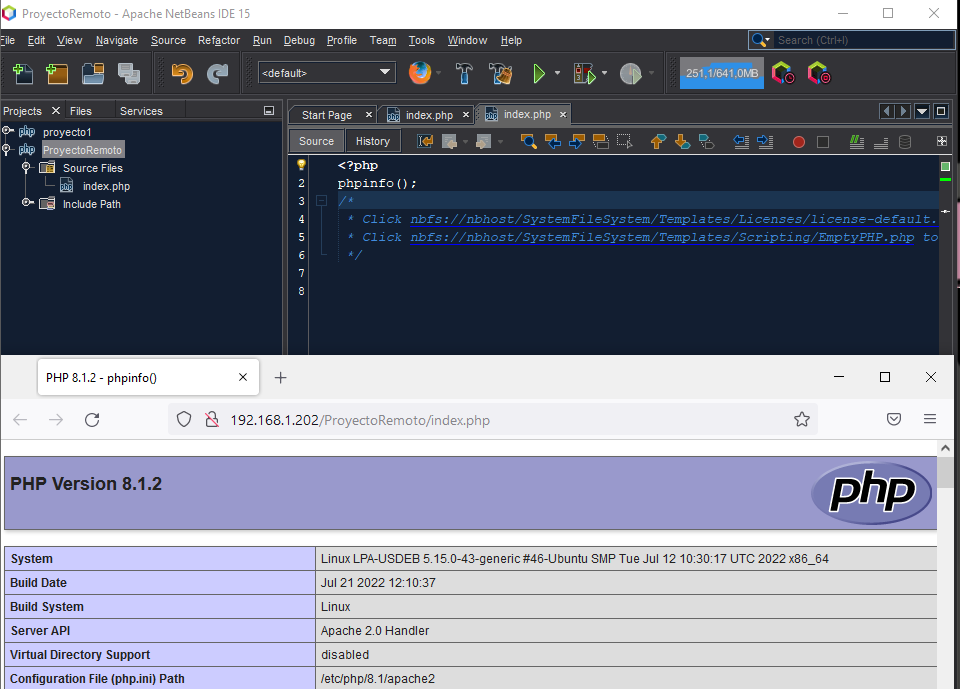 ProyectoRemoto - Apache NetBeans IDE 15
File Edit View Navigate Source Refactor Run Debug Profile Team Tools Window Help
Search (Ctrl+I)
<default>
251,1/641,0MB
Projects Files Services
Start Page index.php index.php
proyecto1
ProyectoRemoto
Source Files
index.php
Include Path
Source History
<?php
2 phpinfo();
3 /*
4 * Click nbfs://nbhost/SystemFileSystem/Templates/Licenses/license-default.
5 * Click nbfs://nbhost/SystemFileSystem/Templates/Scripting/EmptyPHP.php to
6 */
7
8
PHP 8.1.2 - phpinfo()
192.168.1.202/ProyectoRemoto/index.php
PHP Version 8.1.2
php
System Linux LPA-USDEB 5.15.0-43-generic #46-Ubuntu SMP Tue Jul 12 10:30:17 UTC 2022 x86_64
Build Date Jul 21 2022 12:10:37
Build System Linux
Server API Apache 2.0 Handler
Virtual Directory Support disabled
Configuration File (php.ini) Path /etc/php/8.1/apache2